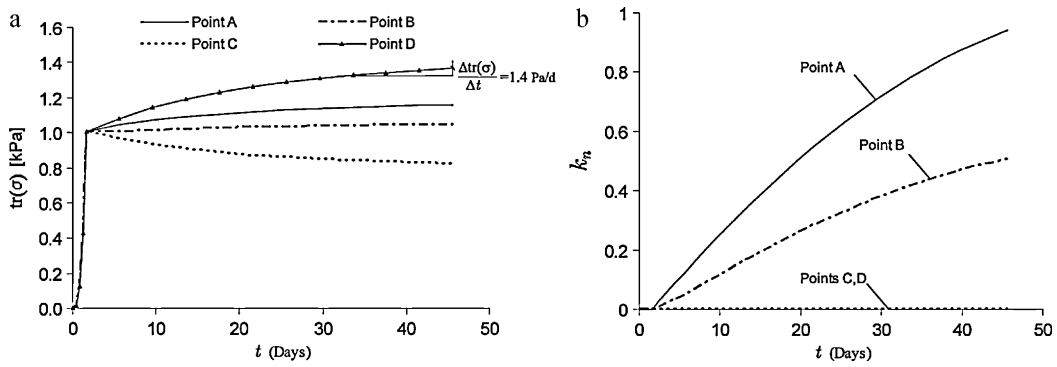 a
Point A
Point B
Point C
Point D
tr(σ) [kPa]
1.6
1.4
1.2
1.0
0.8
0.6
0.4
0.2
0.0
Δtr(σ)
Δt
=1.4 Pa/d
0 10 20 30 40 50
t (Days)
b
kn
1
0.8
0.6
0.4
0.2
0
Point A
Point B
Points C,D
0 10 20 30 40 50
t (Days)